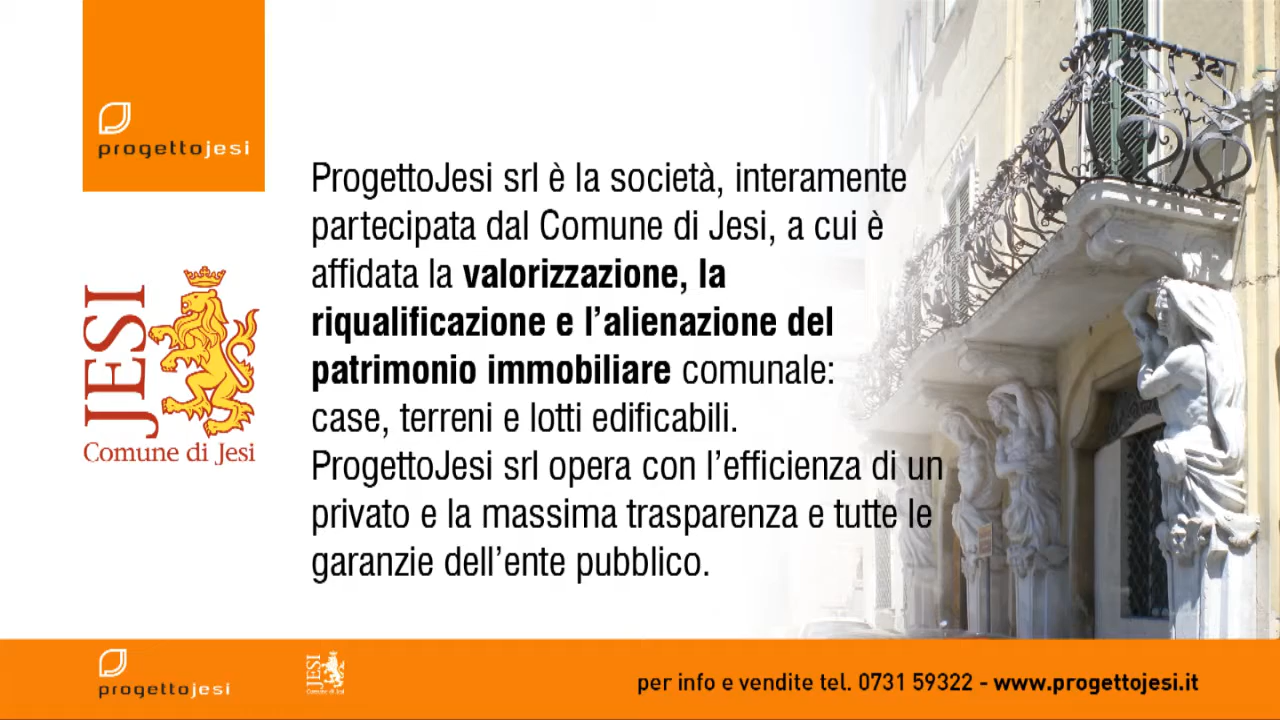 progettojesi
ProgettoJesi srl è la società, interamente
partecipata dal Comune di Jesi, a cui è
affidata la valorizzazione, la
riqualificazione e l’alienazione del
patrimonio immobiliare comunale:
case, terreni e lotti edificabili.
ProgettoJesi srl opera con l’efficienza di un
privato e la massima trasparenza e tutte le
garanzie dell’ente pubblico.
JESI
Comune di Jesi
progettojesi
JESI
Comune di Jesi
per info e vendite tel. 0731 59322 - www.progettojesi.it